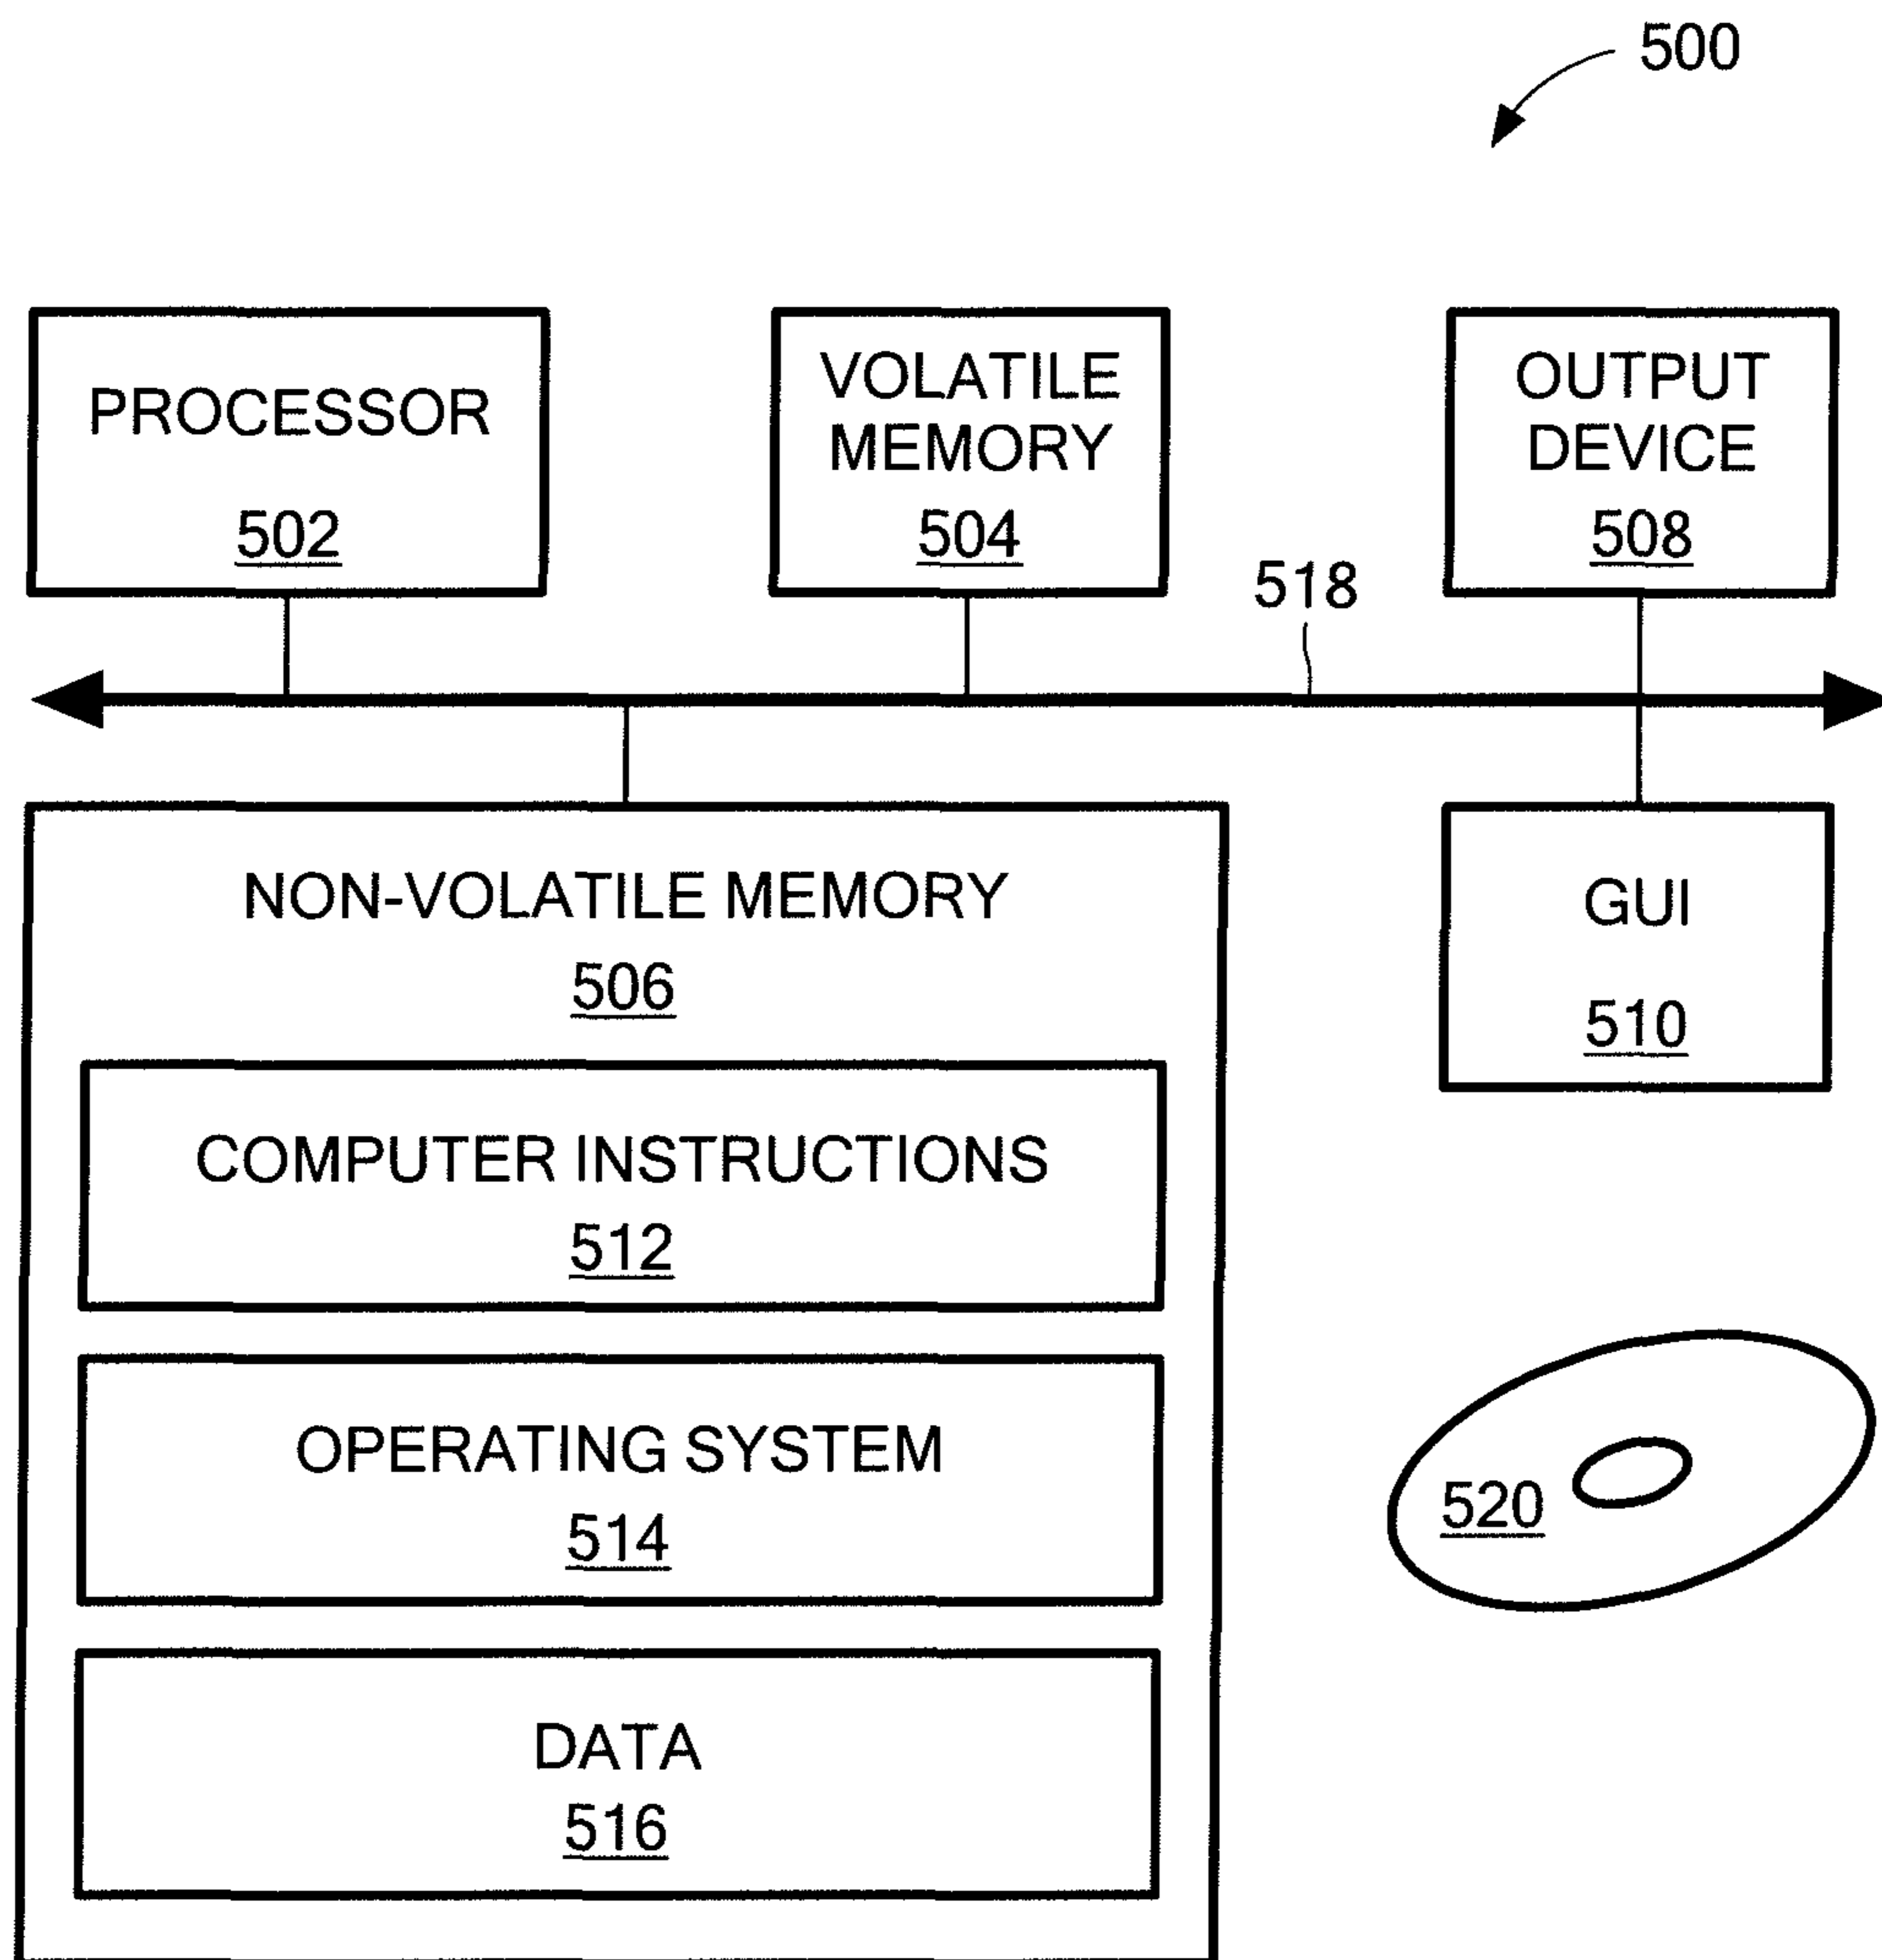 500
PROCESSOR
502
VOLATILE
MEMORY
504
OUTPUT
DEVICE
508
518
NON-VOLATILE MEMORY
506
GUI
510
COMPUTER INSTRUCTIONS
512
OPERATING SYSTEM
514
520
DATA
516